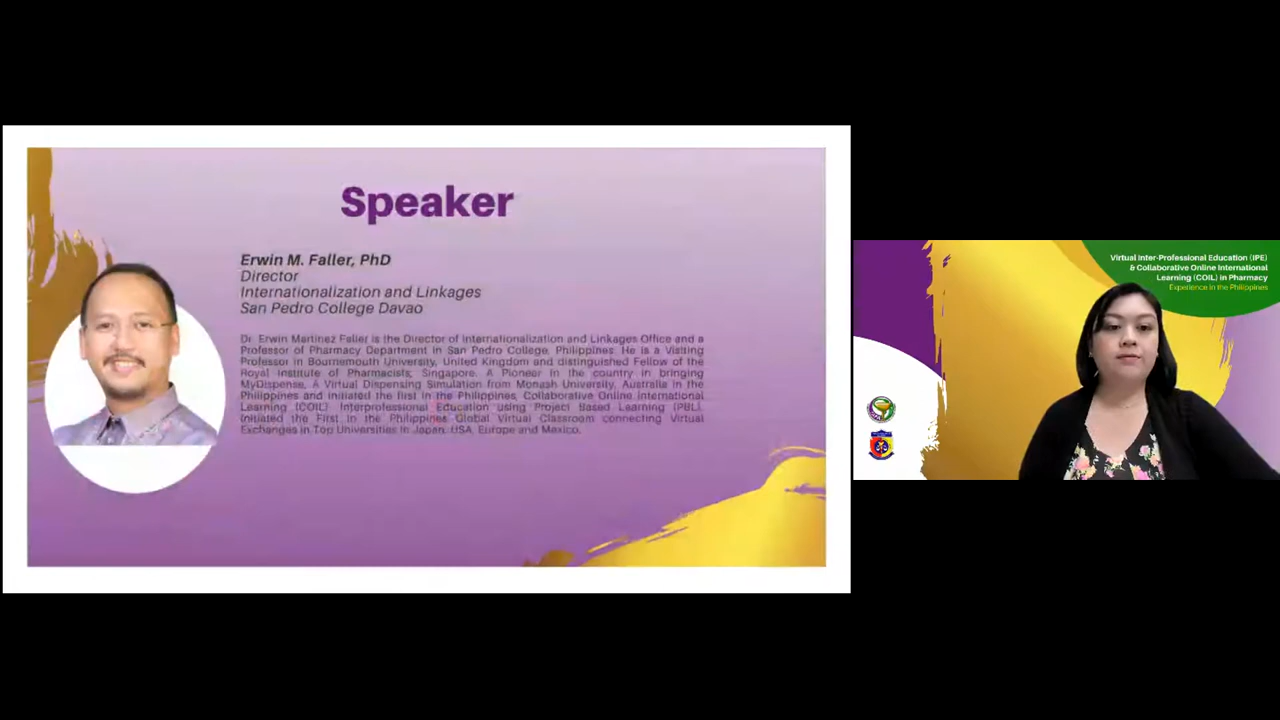 Speaker
Erwin M. Faller, PhD
Director
Internationalization and Linkages
San Pedro College Davao
Dr. Erwin Martinez Faller is the Director of Internationalization and Linkages Office and a
Professor of Pharmacy Department in San Pedro College, Philippines. He is a Visiting
Professor in Bournemouth University, United Kingdom and distinguished Fellow of the
Royal Institute of Pharmacists, Singapore. A Pioneer in the country in bringing
MyDispense, A Virtual Dispensing Simulation from Monash University, Australia in the
Philippines and initiated the first in the Philippines, Collaborative Online International
Learning (COIL), Interprofessional Education using Project Based Learning (PBL),
Initiated the First in the Philippines Global Virtual Classroom connecting Virtual
Exchanges in Top Universities in Japan, USA, Europe and Mexico.
Virtual Inter-Professional Education (IPE)
& Collaborative Online International
Learning (COIL) in Pharmacy
Experience in the Philippines